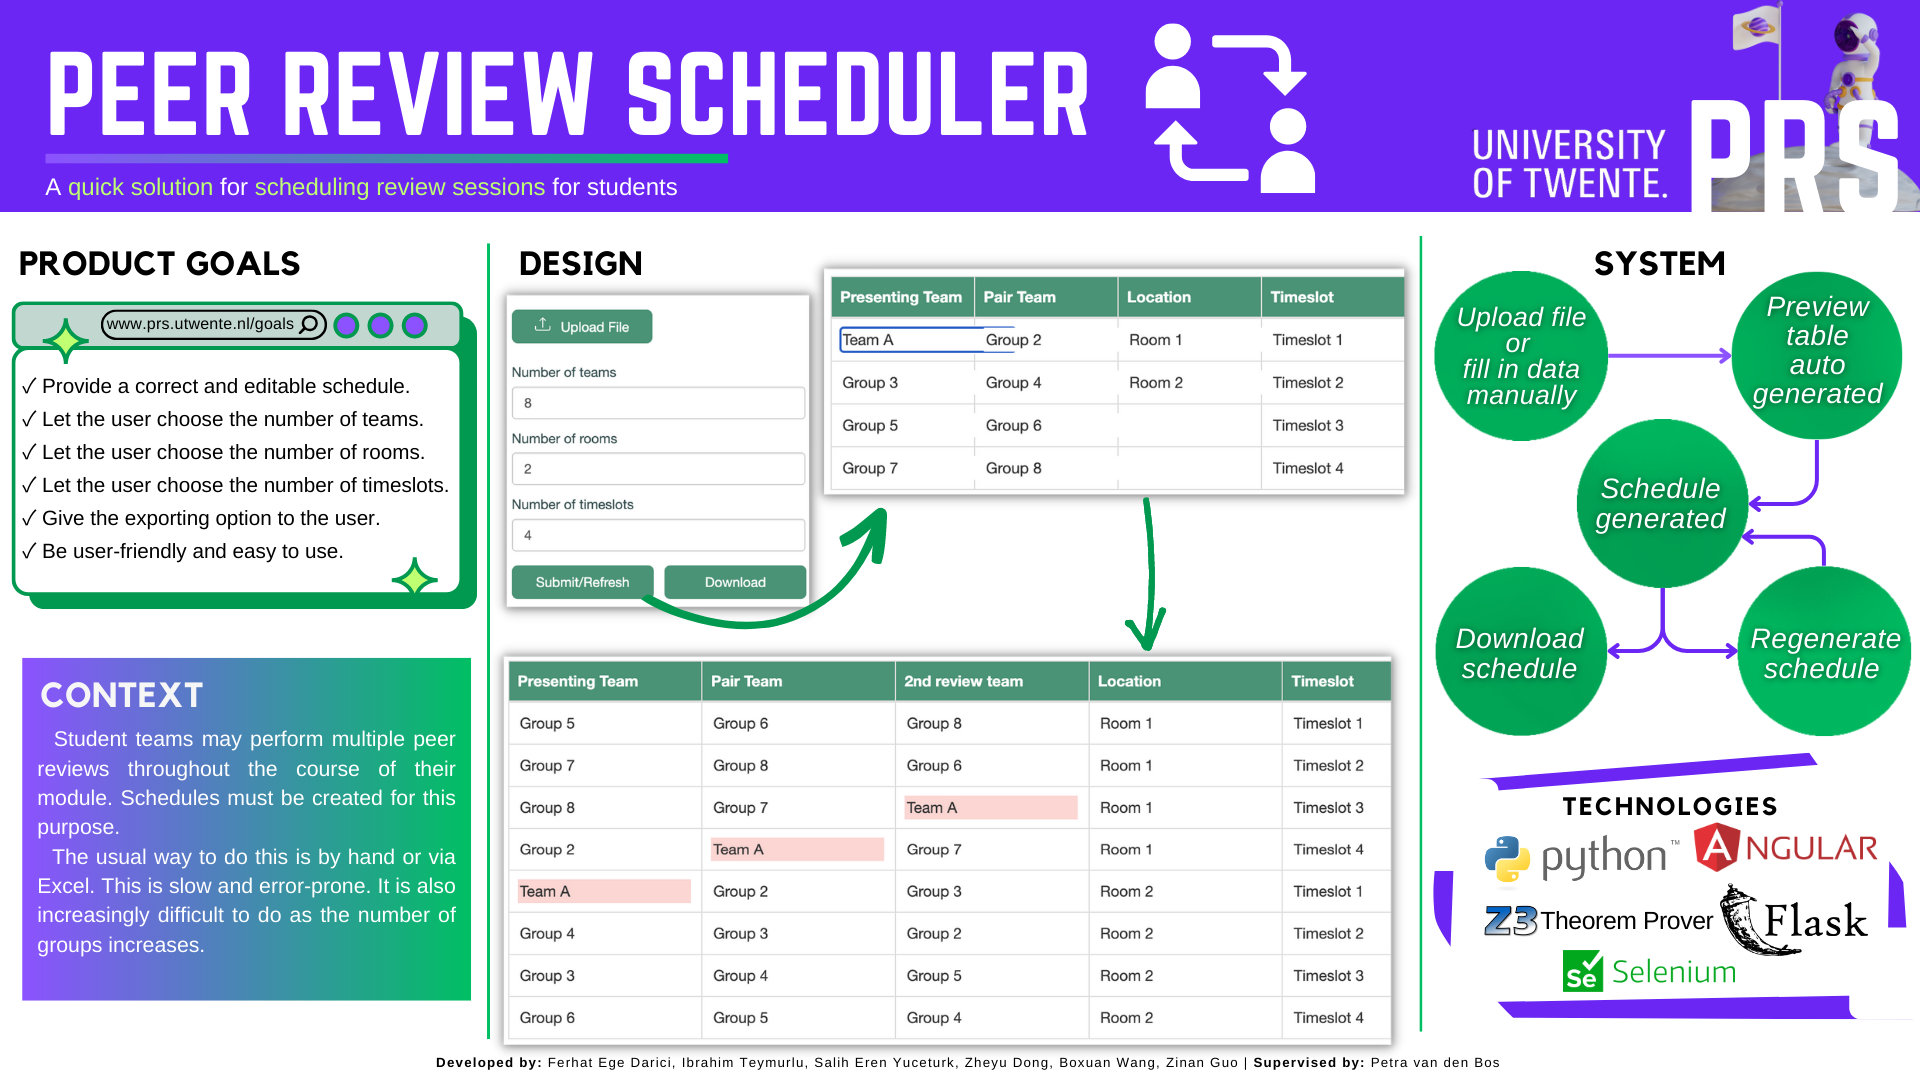 PEER REVIEW SCHEDULER
A quick solution for scheduling review sessions for students
UNIVERSITY
OF TWENTE.
PRS
PRODUCT GOALS
www.prs.utwente.nl/goals
✓ Provide a correct and editable schedule.
✓ Let the user choose the number of teams.
✓ Let the user choose the number of rooms.
✓ Let the user choose the number of timeslots.
✓ Give the exporting option to the user.
✓ Be user-friendly and easy to use.
CONTEXT
Student teams may perform multiple peer
reviews throughout the course of their
module. Schedules must be created for this
purpose.
The usual way to do this is by hand or via
Excel. This is slow and error-prone. It is also
increasingly difficult to do as the number of
groups increases.
DESIGN
Upload File
Number of teams
8
Number of rooms
2
Number of timeslots
4
Submit/Refresh Download
Presenting Team Pair Team Location Timeslot
Team A Group 2 Room 1 Timeslot 1
Group 3 Group 4 Room 2 Timeslot 2
Group 5 Group 6 Timeslot 3
Group 7 Group 8 Timeslot 4
Presenting Team Pair Team 2nd review team Location Timeslot
Group 5 Group 6 Group 8 Room 1 Timeslot 1
Group 7 Group 8 Group 6 Room 1 Timeslot 2
Group 8 Group 7 Team A Room 1 Timeslot 3
Group 2 Team A Group 7 Room 1 Timeslot 4
Team A Group 2 Group 3 Room 2 Timeslot 1
Group 4 Group 3 Group 2 Room 2 Timeslot 2
Group 3 Group 4 Group 5 Room 2 Timeslot 3
Group 6 Group 5 Group 4 Room 2 Timeslot 4
SYSTEM
Upload file
or
fill in data
manually
Preview
table
auto
generated
Schedule
generated
Download
schedule
Regenerate
schedule
TECHNOLOGIES
python™
ANGULAR
Z3 Theorem Prover
Flask
Se Selenium
Developed by: Ferhat Ege Darici, Ibrahim Teymurlu, Salih Eren Yuceturk, Zheyu Dong, Boxuan Wang, Zinan Guo | Supervised by: Petra van den Bos